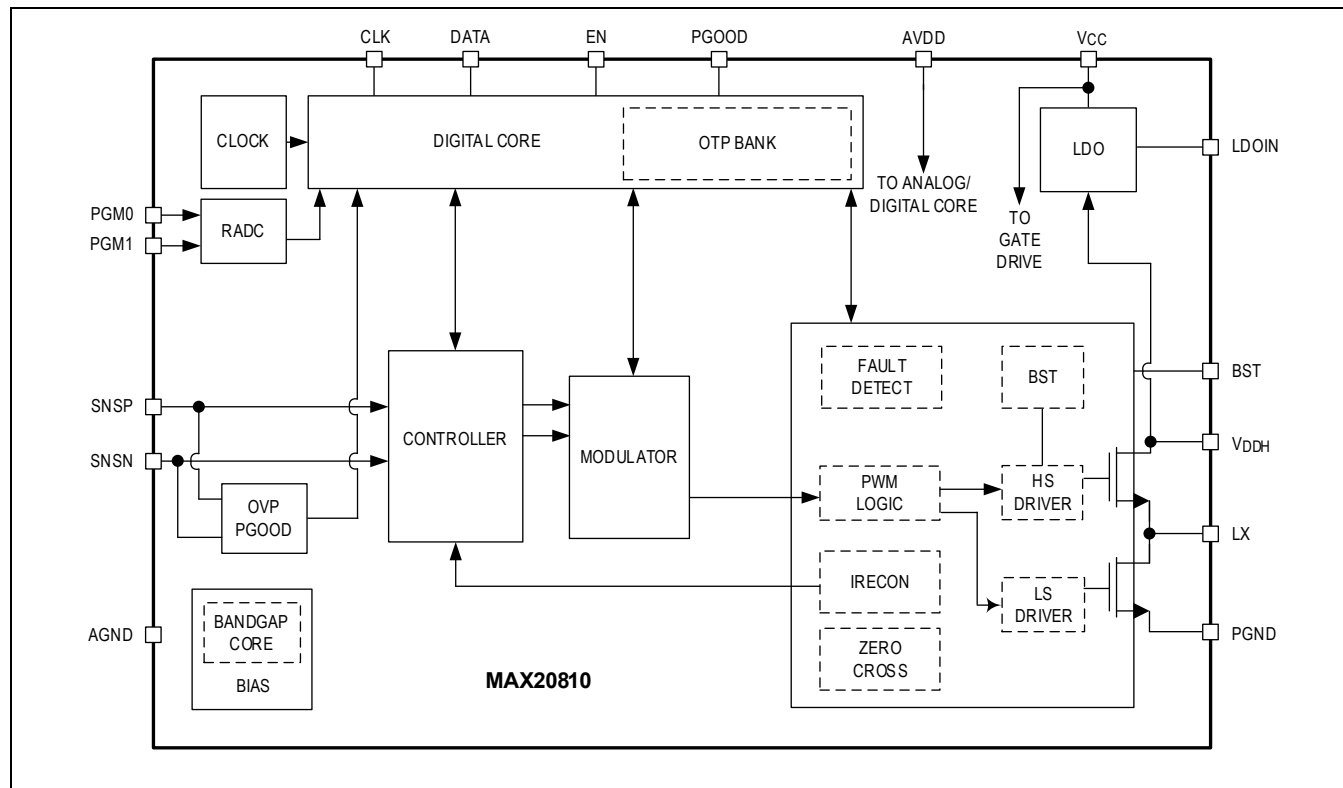 CLK
DATA
EN
PGOOD
AVDD
VCC
CLOCK
DIGITAL CORE
OTP BANK
LDO
LDOIN
TO ANALOG/
DIGITAL CORE
TO
GATE
DRIVE
PGM0
PGM1
RADC
FAULT
DETECT
BST
BST
SNSP
SNSN
CONTROLLER
MODULATOR
VDDH
OVP
PGOOD
PWM
LOGIC
HS
DRIVER
LX
IRECON
LS
DRIVER
AGND
BANDGAP
CORE
BIAS
ZERO
CROSS
PGND
MAX20810